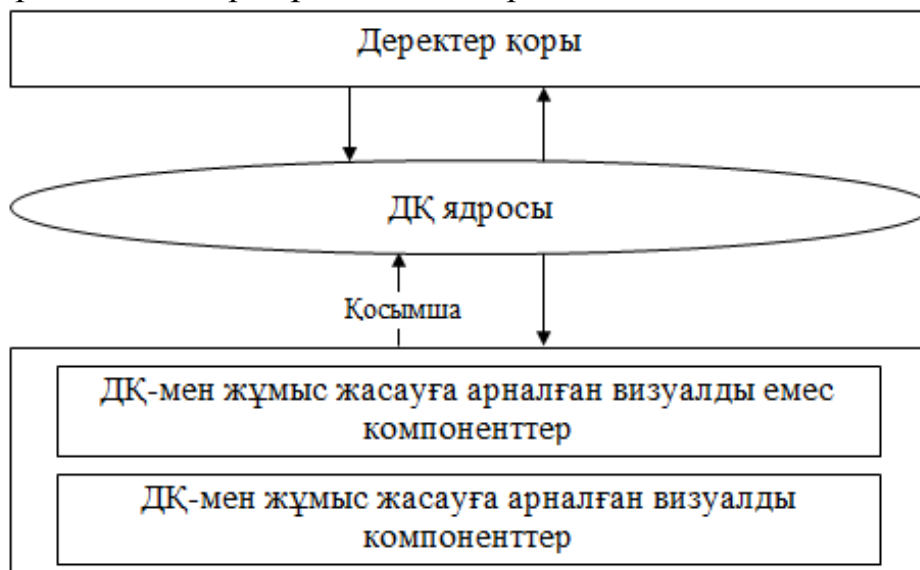 Деректер қоры
ДҚ ядросы
Қосымша
ДҚ-мен жұмыс жасауға арналған визуалды емес
компоненттер
ДҚ-мен жұмыс жасауға арналған визуалды
компоненттер